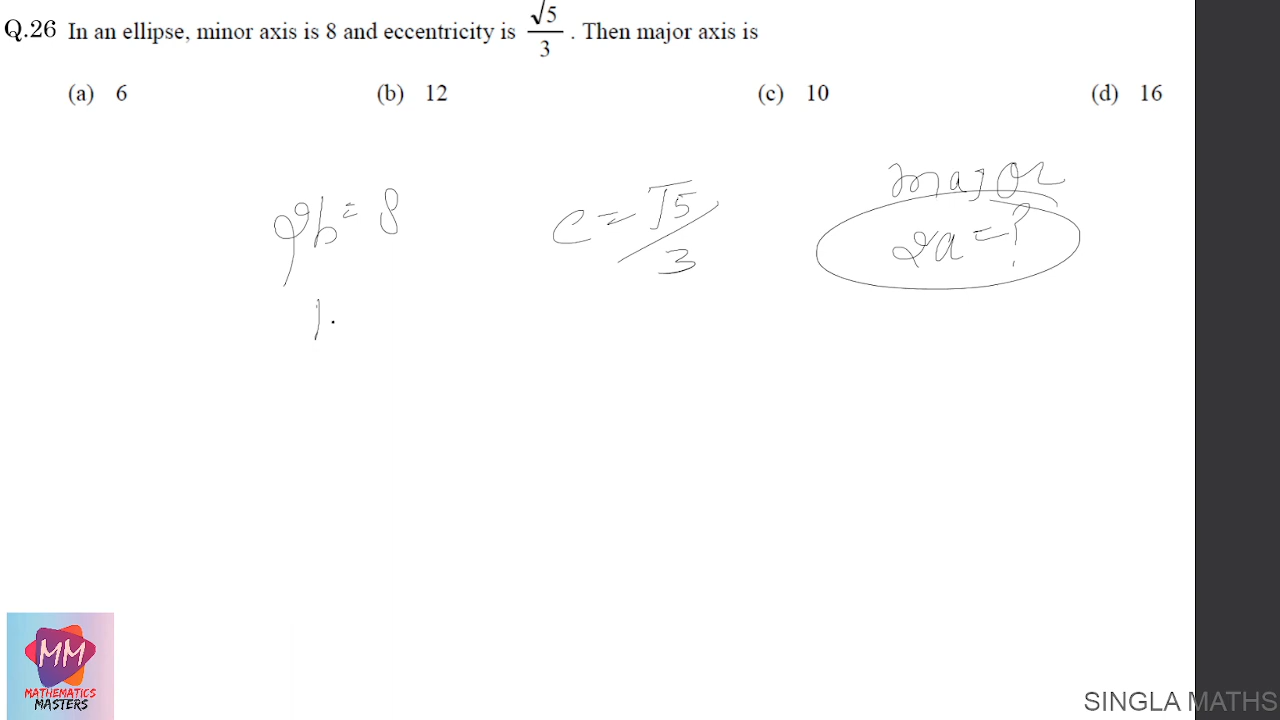 Q.26 In an ellipse, minor axis is 8 and eccentricity is √5/3 . Then major axis is
(a) 6 (b) 12 (c) 10 (d) 16
major
2b = 8 e = √5/3 2a = ?
MM
MATHEMATICS
MASTERS
SINGLA MATHS